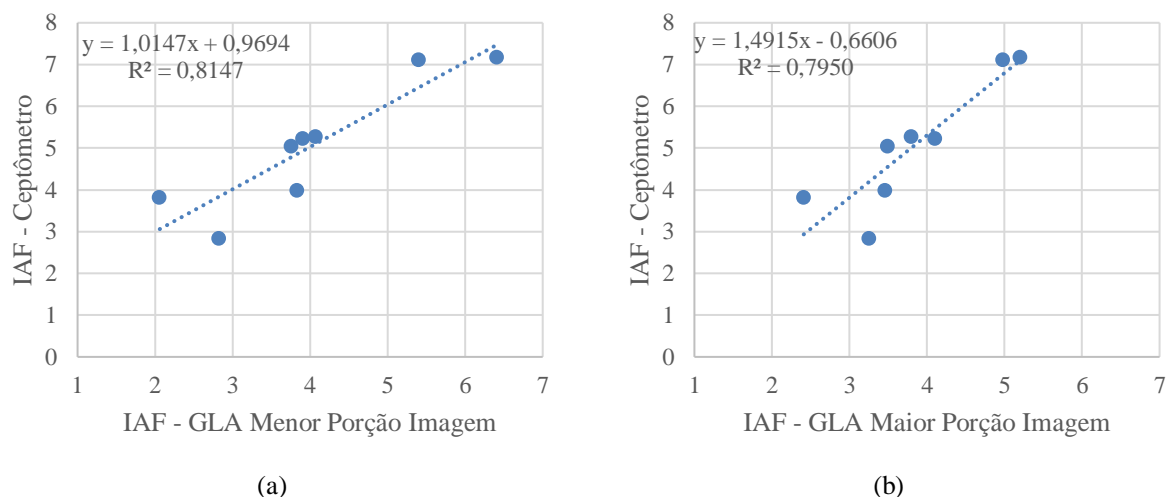 y = 1,0147x + 0,9694
R² = 0,8147
8
7
6
5
4
3
2
1
0
IAF - Ceptômetro
1 2 3 4 5 6 7
IAF - GLA Menor Porção Imagem
(a)
y = 1,4915x - 0,6606
R² = 0,7950
8
7
6
5
4
3
2
1
0
IAF - Ceptômetro
1 2 3 4 5 6 7
IAF - GLA Maior Porção Imagem
(b)